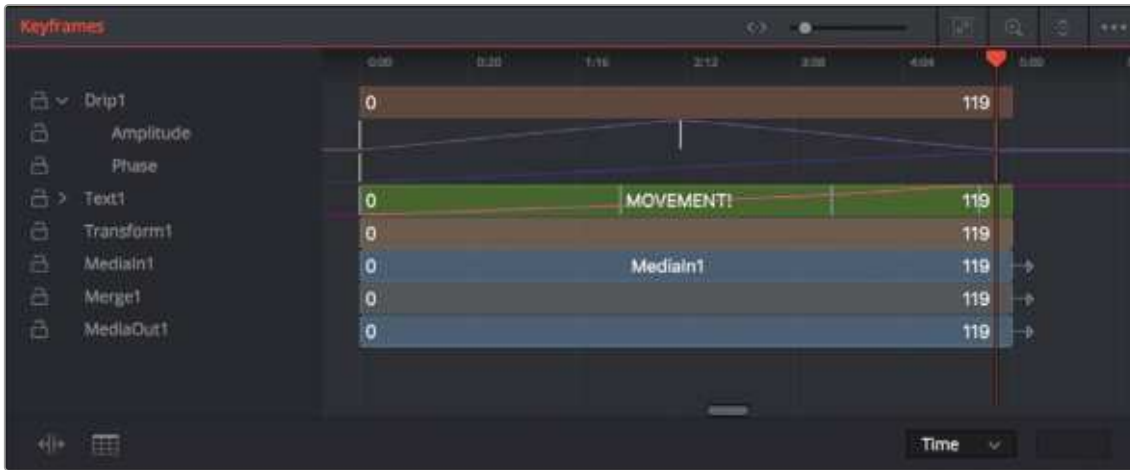 Keyframes
0:00 0:20 1:16 2:12 3:08 4:04 5:00
Drip1 0 119
Amplitude
Phase
Text1 0 MOVEMENT! 119
Transform1 0 119
MediaIn1 0 MediaIn1 119
Merge1 0 119
MediaOut1 0 119
Time